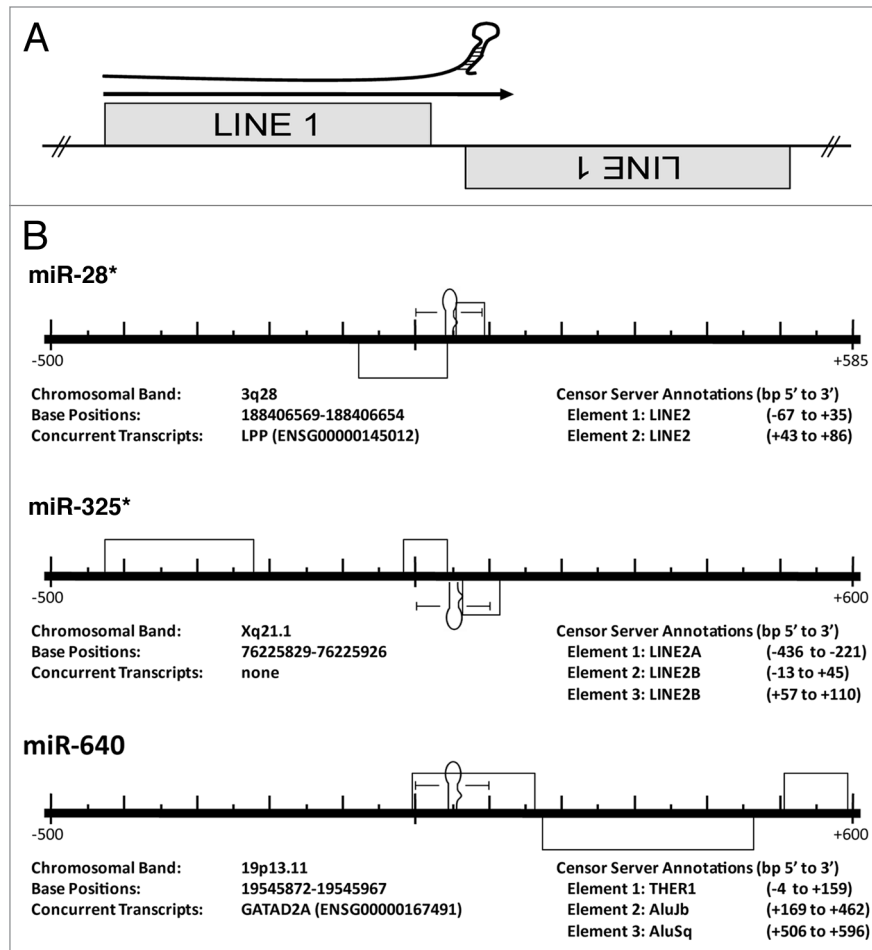 A
LINE 1
LINE 1
B
miR-28*
-500 +585
Chromosomal Band: 3q28 Censor Server Annotations (bp 5’ to 3’)
Base Positions: 188406569-188406654 Element 1: LINE2 (-67 to +35)
Concurrent Transcripts: LPP (ENSG00000145012) Element 2: LINE2 (+43 to +86)
miR-325*
-500 +600
Chromosomal Band: Xq21.1 Censor Server Annotations (bp 5’ to 3’)
Base Positions: 76225829-76225926 Element 1: LINE2A (-436 to -221)
Concurrent Transcripts: none Element 2: LINE2B (-13 to +45)
Element 3: LINE2B (+57 to +110)
miR-640
-500 +600
Chromosomal Band: 19p13.11 Censor Server Annotations (bp 5’ to 3’)
Base Positions: 19545872-19545967 Element 1: THER1 (-4 to +159)
Concurrent Transcripts: GATAD2A (ENSG00000167491) Element 2: AluJb (+169 to +462)
Element 3: AluSq (+506 to +596)